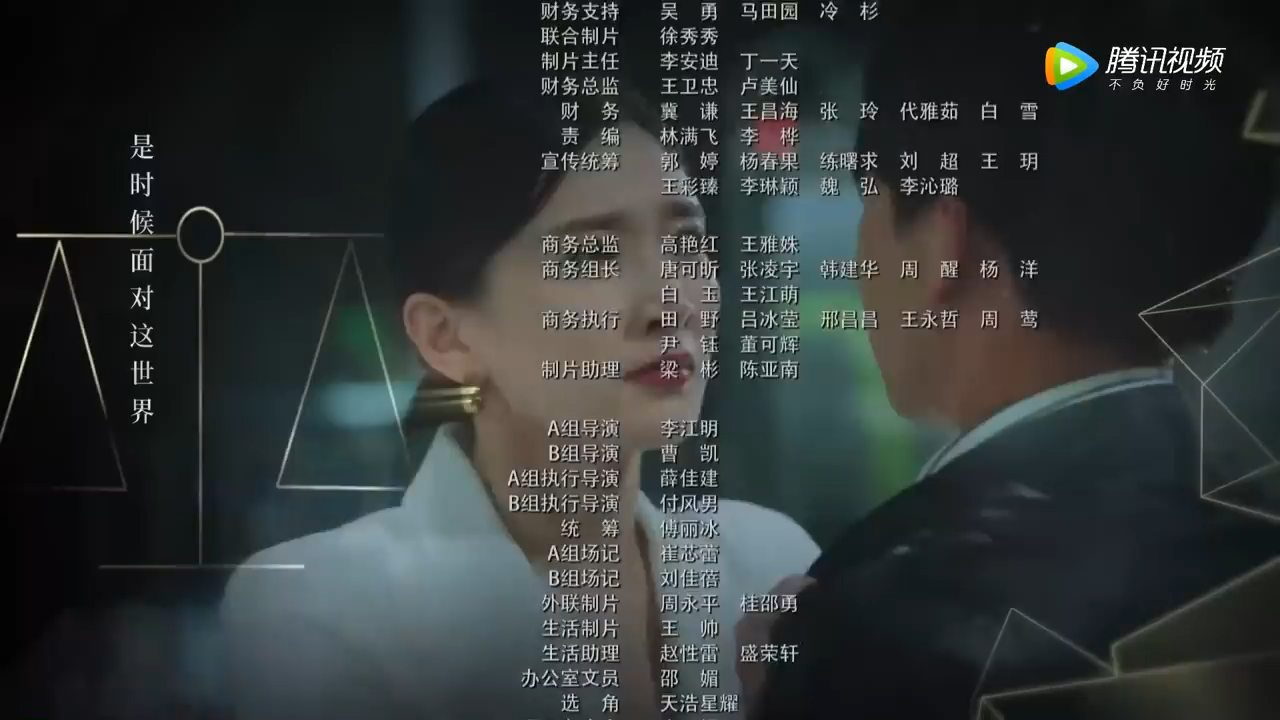 财务支持 吴勇 马田园 冷杉
联合制片 徐秀秀
制片主任 李安迪 丁一天
财务总监 王卫忠 卢美仙
财务 冀谦 王昌海 张玲 代雅茹 白雪
责编 林满飞 李桦
宣传统筹 郭婷 杨春果 练曙求 刘超 王玥
王彩臻 李琳颖 魏弘 李沁璐
商务总监 高艳红 王雅姝
商务组长 唐可昕 张凌宇 韩建华 周醒 杨洋
白玉 王江萌
商务执行 田野 吕冰莹 邢昌昌 王永哲 周莺
尹钰 董可辉
制片助理 梁彬 陈亚南
A组导演 李江明
B组导演 曹凯
A组执行导演 薛佳建
B组执行导演 付风男
统筹 傅丽冰
A组场记 崔芯蕾
B组场记 刘佳蓓
外联制片 周永平 桂邵勇
生活制片 王帅
生活助理 赵性雷 盛荣轩
办公室文员 邵媚
选角 天浩星耀
是时候面对这世界
腾讯视频
不负好时光